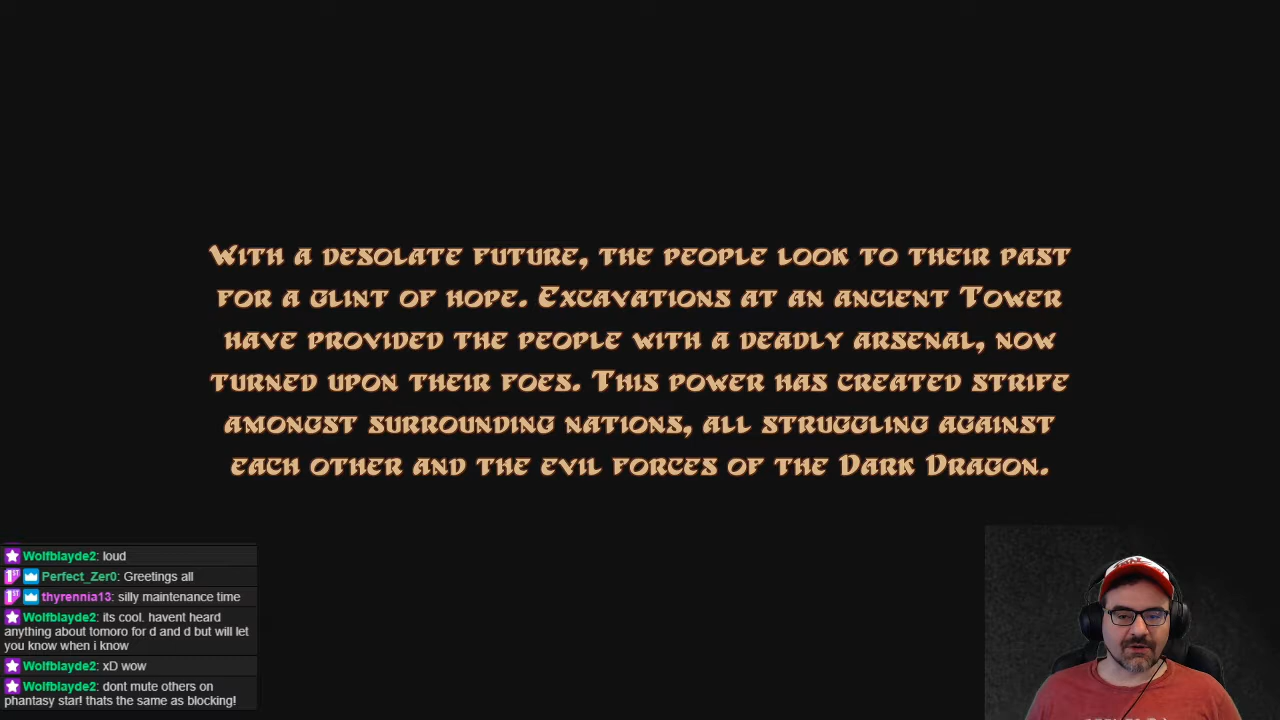 With a desolate future, the people look to their past
for a glint of hope. Excavations at an ancient Tower
have provided the people with a deadly arsenal, now
turned upon their foes. This power has created strife
amongst surrounding nations, all struggling against
each other and the evil forces of the Dark Dragon.
Wolfblayde2: loud
1ST Perfect_Zer0: Greetings all
1ST thyrennia13: silly maintenance time
Wolfblayde2: its cool. havent heard
anything about tomoro for d and d but will let
you know when i know
Wolfblayde2: xD wow
Wolfblayde2: dont mute others on
phantasy star! thats the same as blocking!